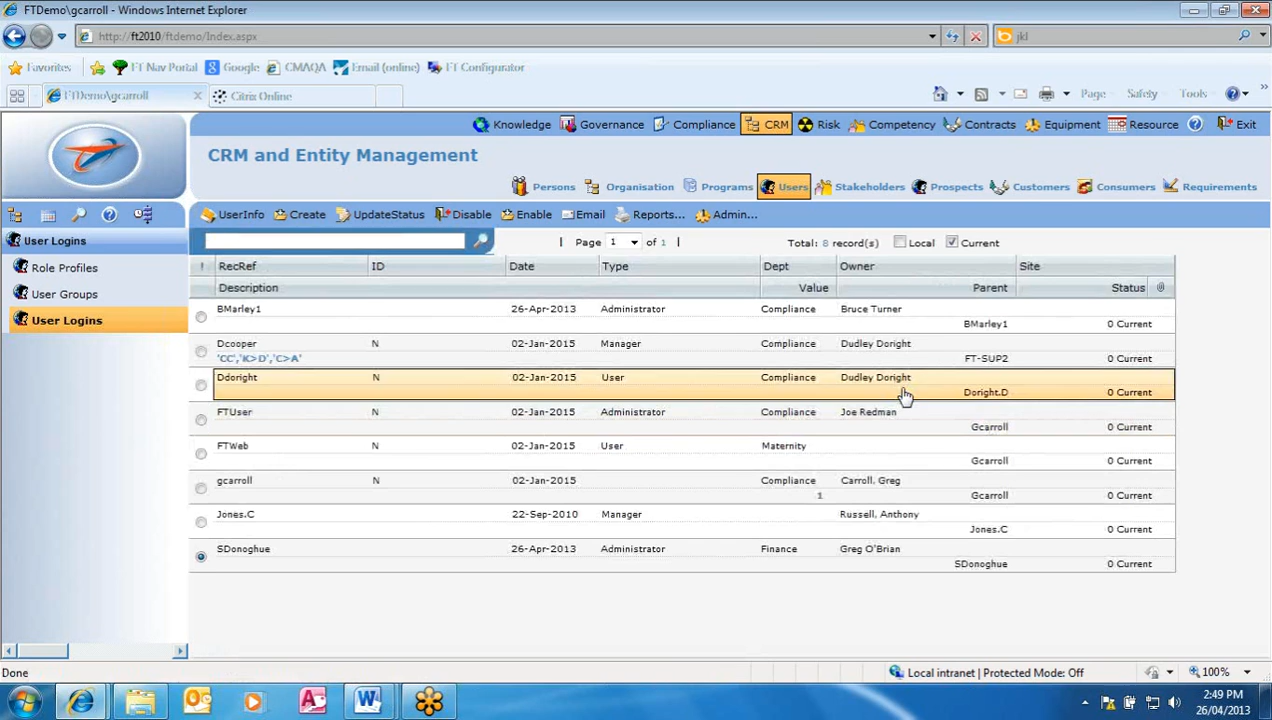 FTDemo\gcarroll - Windows Internet Explorer
http://ft2010/ftdemo/Index.aspx
jkl
Favorites FT Nav Portal Google CMAQA Email (online) FT Configurator
FTDemo\gcarroll Citrix Online Page Safety Tools
Knowledge Governance Compliance CRM Risk Competency Contracts Equipment Resource Exit
CRM and Entity Management
Persons Organisation Programs Users Stakeholders Prospects Customers Consumers Requirements
UserInfo Create UpdateStatus Disable Enable Email Reports... Admin...
User Logins
Role Profiles
User Groups
User Logins
Page 1 of 1 Total: 8 record(s) Local Current
! RecRef ID Date Type Dept Owner Site
Description Value Parent Status
BMarley1 26-Apr-2013 Administrator Compliance Bruce Turner
BMarley1 0 Current
Dcooper N 02-Jan-2015 Manager Compliance Dudley Doright
'CC','K>D','C>A' FT-SUP2 0 Current
Ddoright N 02-Jan-2015 User Compliance Dudley Doright
Doright.D 0 Current
FTUser N 02-Jan-2015 Administrator Compliance Joe Redman
Gcarroll 0 Current
FTWeb N 02-Jan-2015 User Maternity
Gcarroll 0 Current
gcarroll N 02-Jan-2015 Compliance Carroll, Greg
1 Gcarroll 0 Current
Jones.C 22-Sep-2010 Manager Russell, Anthony
Jones.C 0 Current
SDonoghue 26-Apr-2013 Administrator Finance Greg O'Brian
SDonoghue 0 Current
Done Local intranet | Protected Mode: Off 100%
2:49 PM
26/04/2013